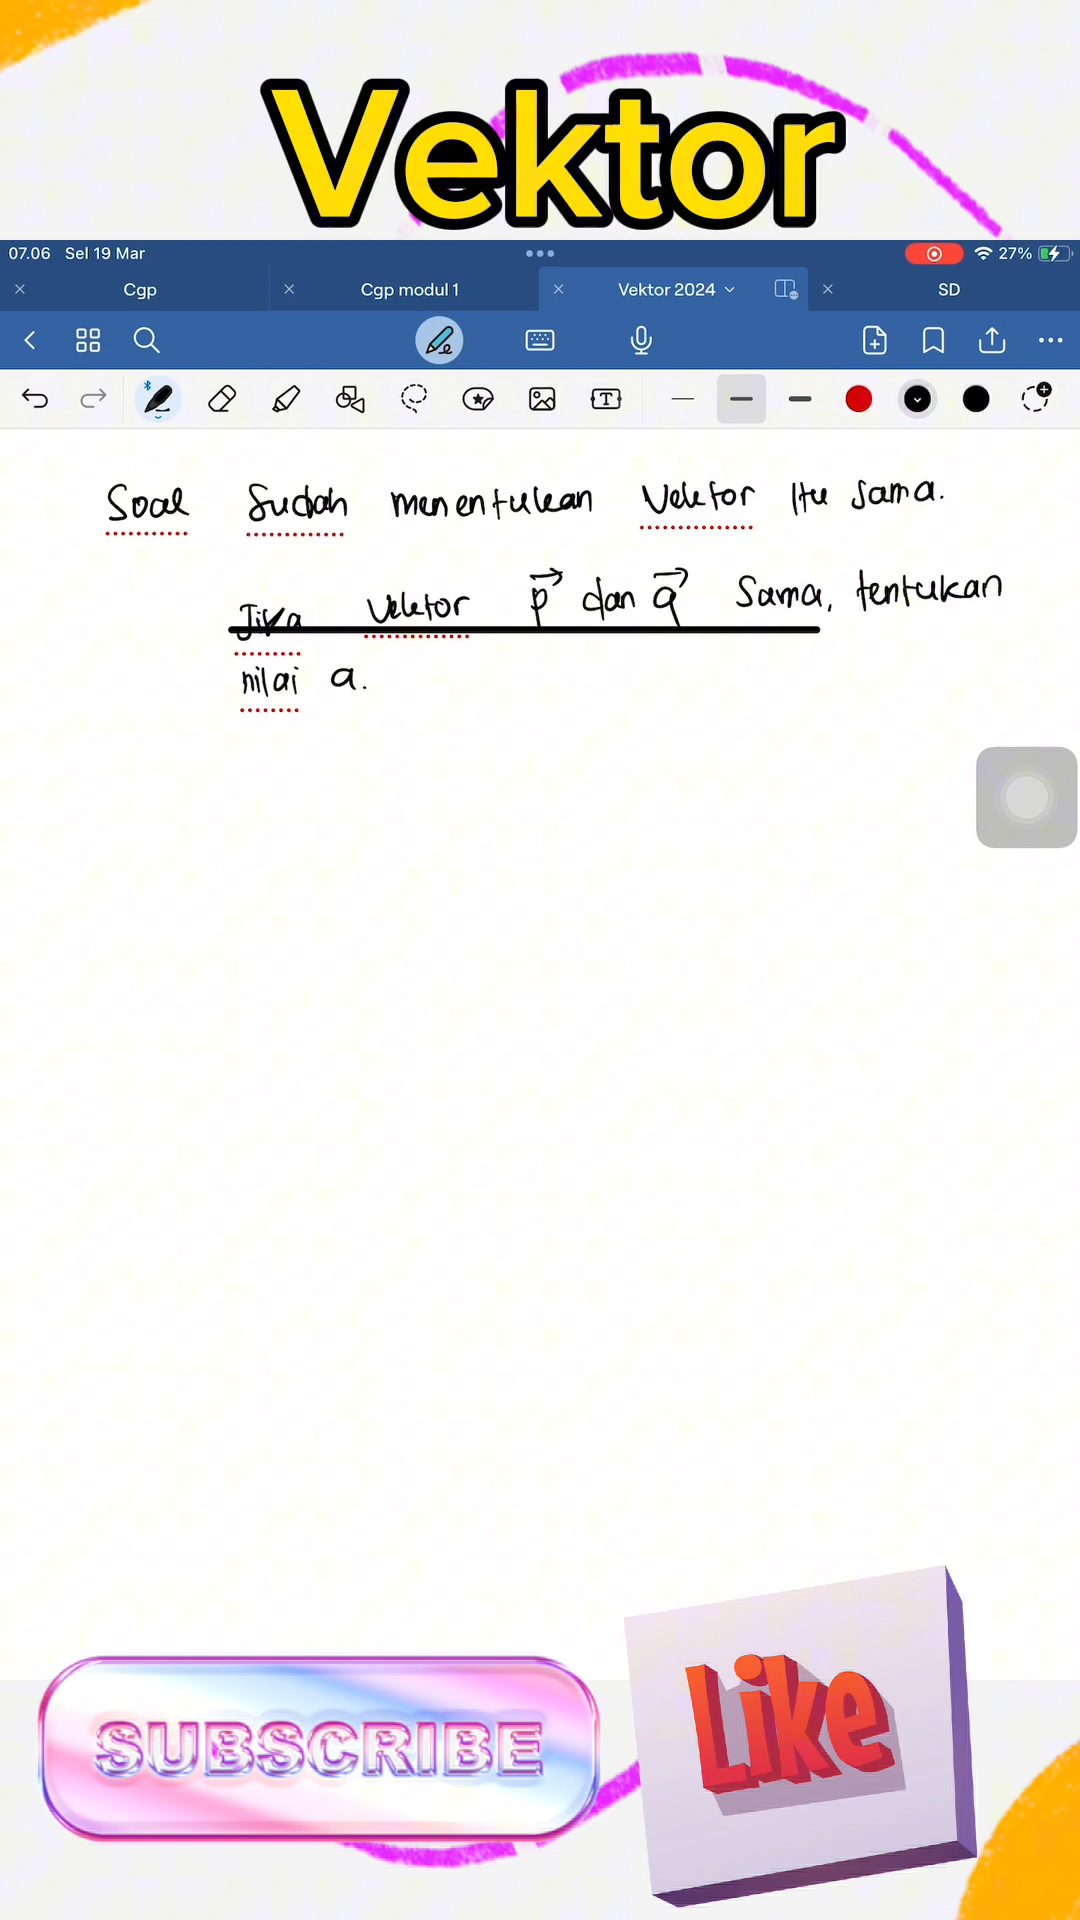 Vektor
07.06 Sel 19 Mar 27%
Cgp Cgp modul 1 Vektor 2024 SD
Soal Sudah menentukan Vektor Itu sama.
Jika Vektor p dan q Sama, tentukan
nilai a.
SUBSCRIBE
Like